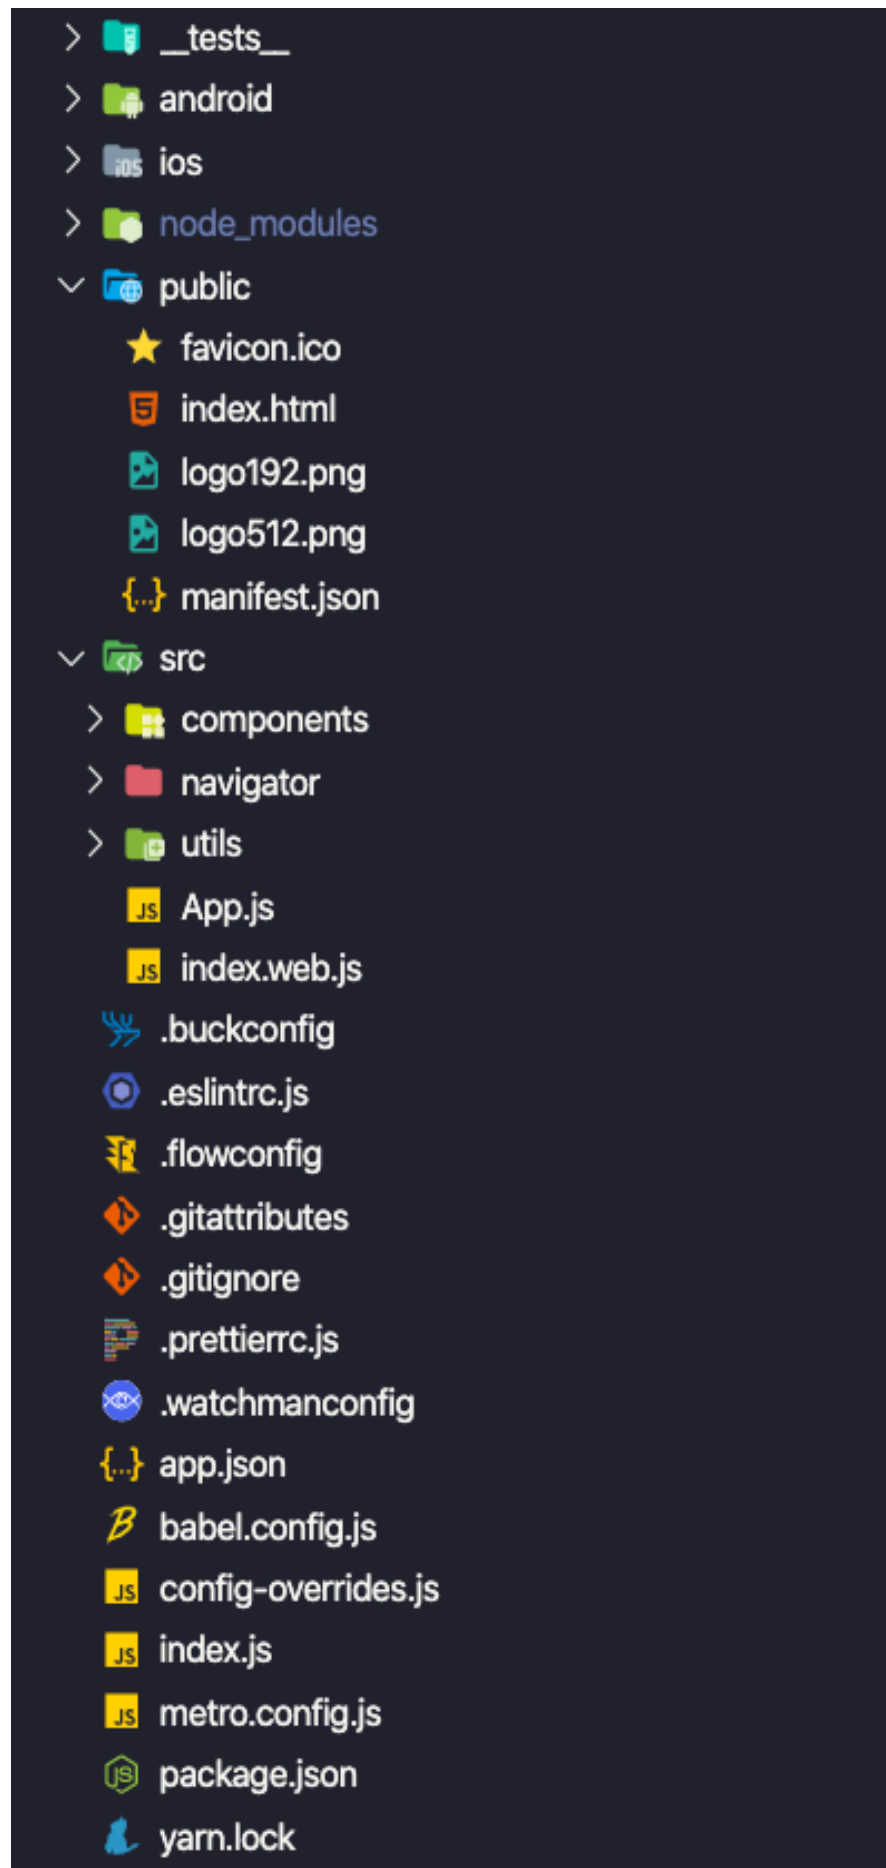 __tests__
android
ios
node_modules
public
favicon.ico
index.html
logo192.png
logo512.png
manifest.json
src
components
navigator
utils
App.js
index.web.js
.buckconfig
.eslintrc.js
.flowconfig
.gitattributes
.gitignore
.prettierrc.js
.watchmanconfig
app.json
babel.config.js
config-overrides.js
index.js
metro.config.js
package.json
yarn.lock